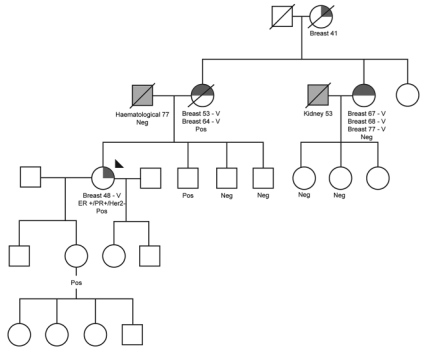 Breast 41
Haematological 77
Neg
Breast 53 - V
Breast 64 - V
Pos
Kidney 53
Breast 67 - V
Breast 68 - V
Breast 77 - V
Neg
Breast 48 - V
ER +/PR+/Her2-
Pos
Pos
Neg
Neg
Neg
Neg
Pos